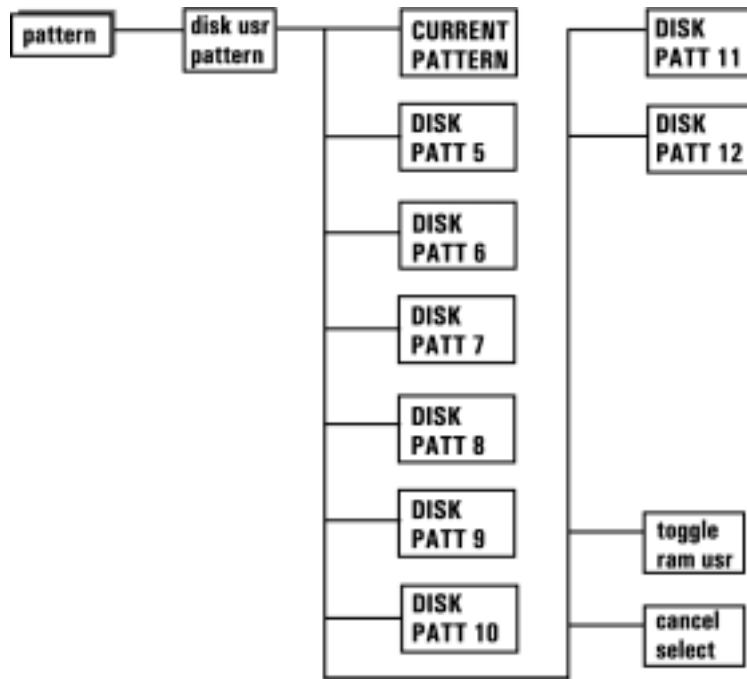 pattern
disk usr
pattern
CURRENT
PATTERN
DISK
PATT 5
DISK
PATT 6
DISK
PATT 7
DISK
PATT 8
DISK
PATT 9
DISK
PATT 10
DISK
PATT 11
DISK
PATT 12
toggle
ram usr
cancel
select